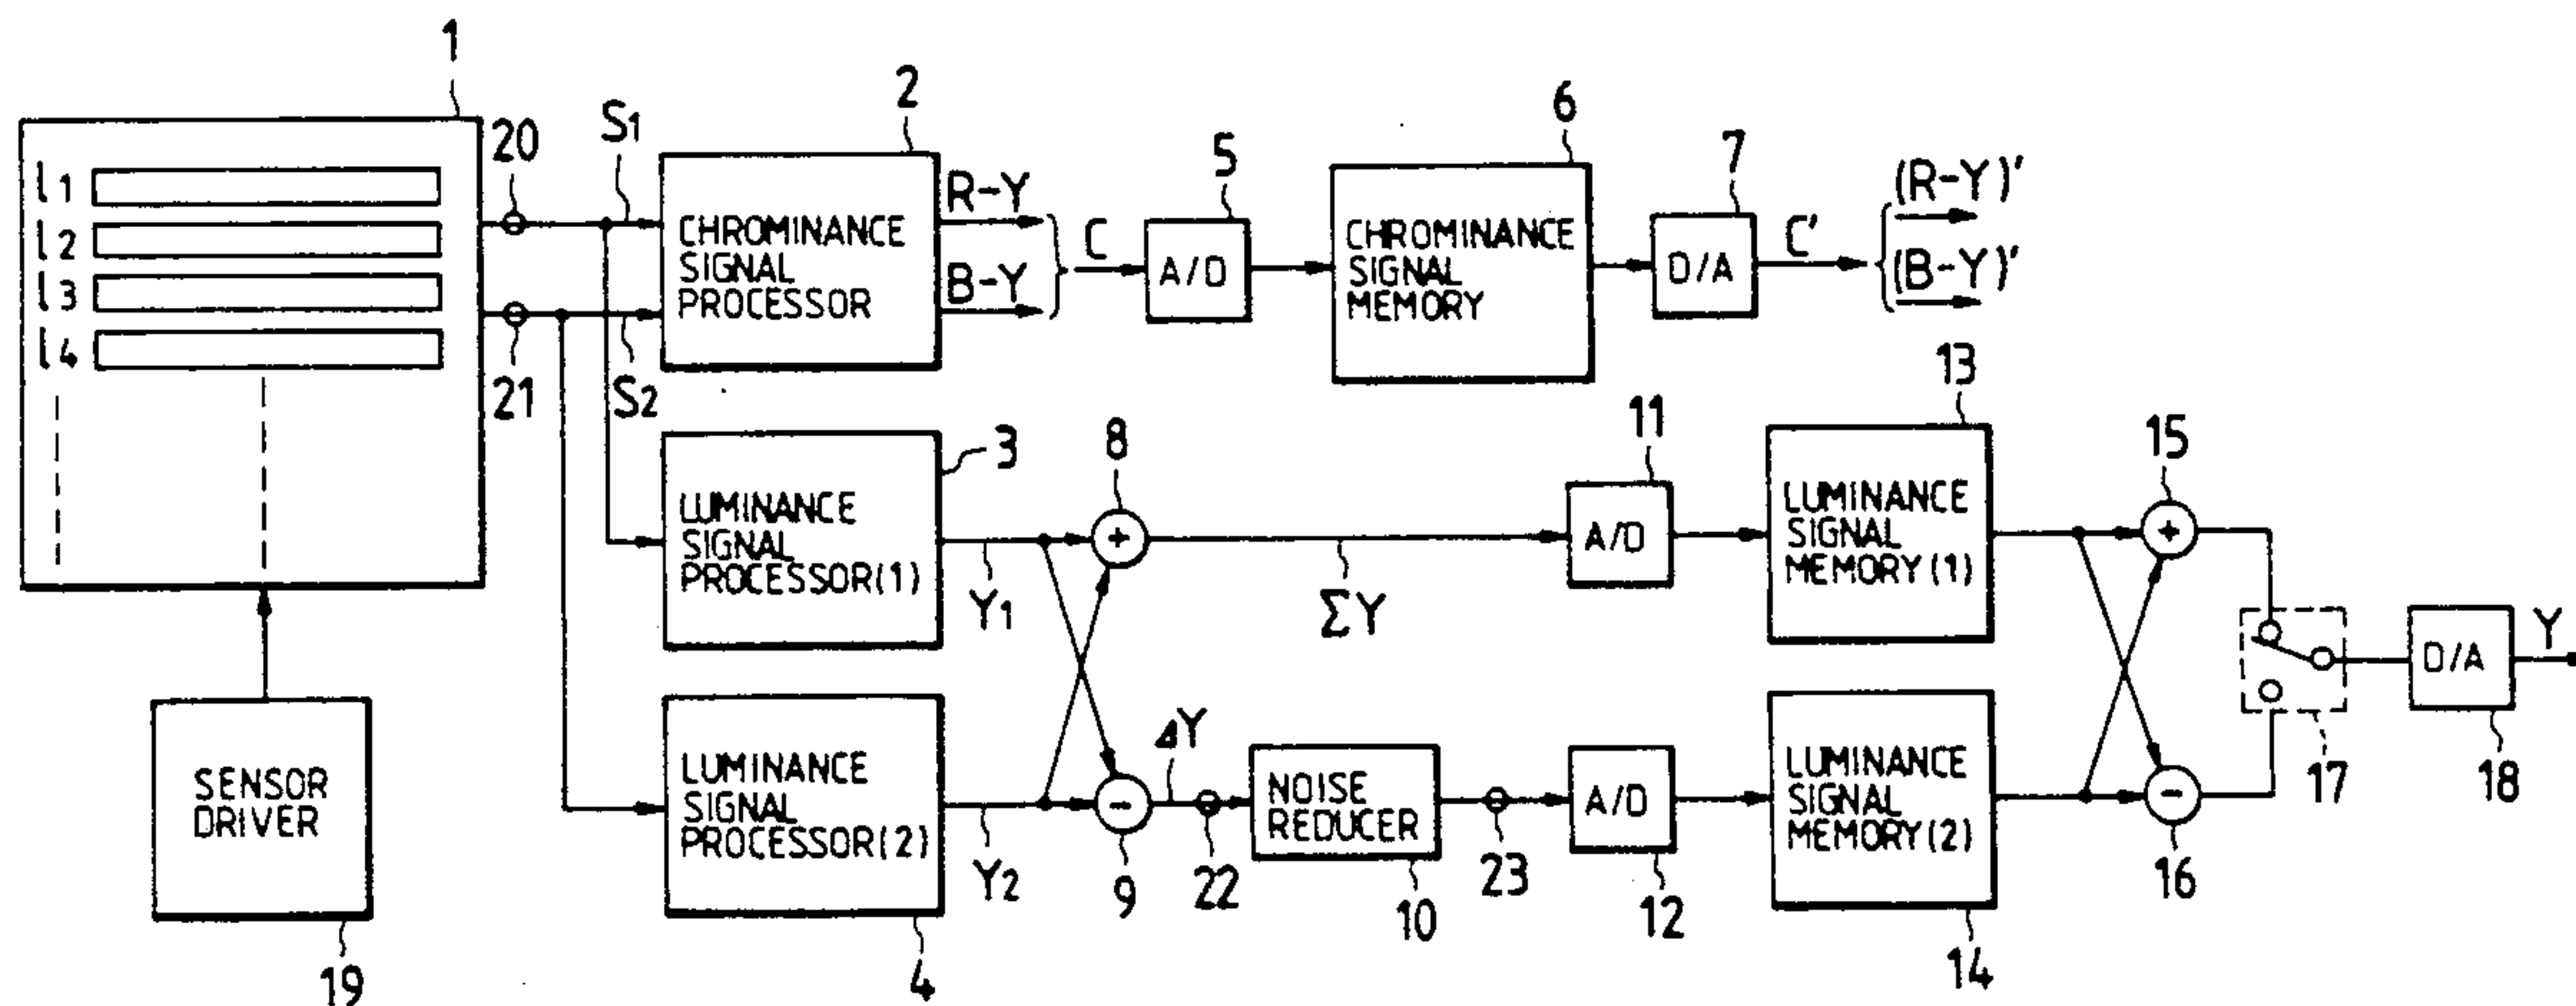 1
20
S1
2
6
5
7
l1
l2
l3
l4
21
S2
CHROMINANCE
SIGNAL
PROCESSOR
R-Y
B-Y
C
A/D
CHROMINANCE
SIGNAL
MEMORY
D/A
C'
(R-Y)'
(B-Y)'
3
8
11
13
15
LUMINANCE
SIGNAL
PROCESSOR(1)
Y1
+
ΣY
A/D
LUMINANCE
SIGNAL
MEMORY(1)
+
SENSOR
DRIVER
19
LUMINANCE
SIGNAL
PROCESSOR(2)
4
Y2
-
9
ΔY
22
NOISE
REDUCER
10
23
A/D
12
LUMINANCE
SIGNAL
MEMORY(2)
14
-
16
17
D/A
18
Y